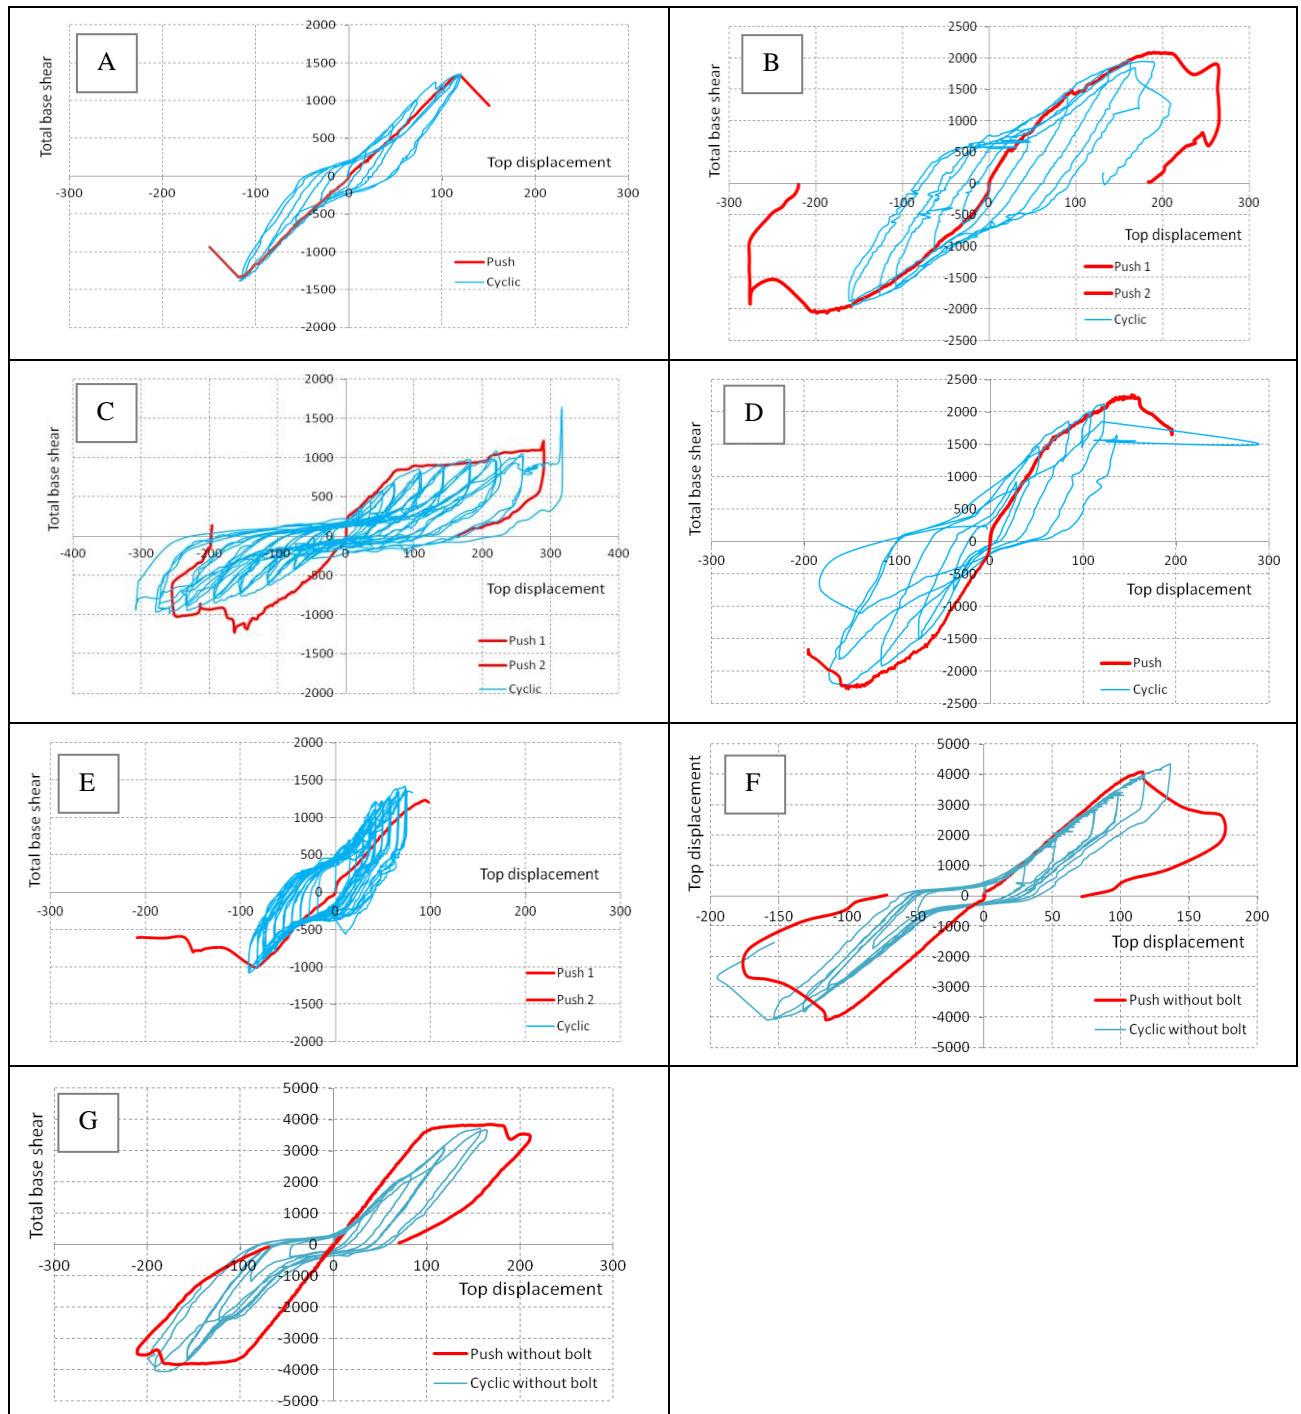 A
Total base shear
2000
1500
1000
500
0
-500
-1000
-1500
-2000
-300 -200 -100 0 100 200 300
Top displacement
Push
Cyclic
B
Total base shear
2500
2000
1500
1000
500
0
-500
-1000
-1500
-2000
-2500
-300 -200 -100 0 100 200 300
Top displacement
Push 1
Push 2
Cyclic
C
Total base shear
2000
1500
1000
500
0
-500
-1000
-1500
-2000
-400 -300 -200 -100 0 100 200 300 400
Top displacement
Push 1
Push 2
Cyclic
D
Total base shear
2500
2000
1500
1000
500
0
-500
-1000
-1500
-2000
-2500
-300 -200 -100 0 100 200 300
Top displacement
Push
Cyclic
E
Total base shear
2000
1500
1000
500
0
-500
-1000
-1500
-2000
-300 -200 -100 0 100 200 300
Top displacement
Push 1
Push 2
Cyclic
F
Top displacement
5000
4000
3000
2000
1000
0
-1000
-2000
-3000
-4000
-5000
-200 -150 -100 -50 0 50 100 150 200
Top displacement
Push without bolt
Cyclic without bolt
G
Total base shear
5000
4000
3000
2000
1000
0
-1000
-2000
-3000
-4000
-5000
-300 -200 -100 0 100 200 300
Top displacement
Push without bolt
Cyclic without bolt